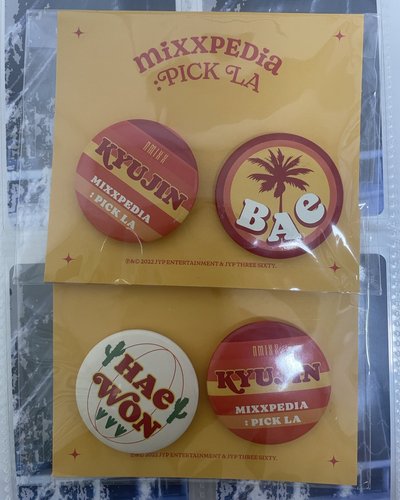 mixxpedia
:PICK LA
nmixx
KYUJIN
MIXXPEDIA
: PICK LA
BAe
℗&© 2022 JYP ENTERTAINMENT & JYP THREE SIXTY.
Hae
WON
nmixx
KYUJIN
MIXXPEDIA
: PICK LA
℗&© 2022 JYP ENTERTAINMENT & JYP THREE SIXTY.